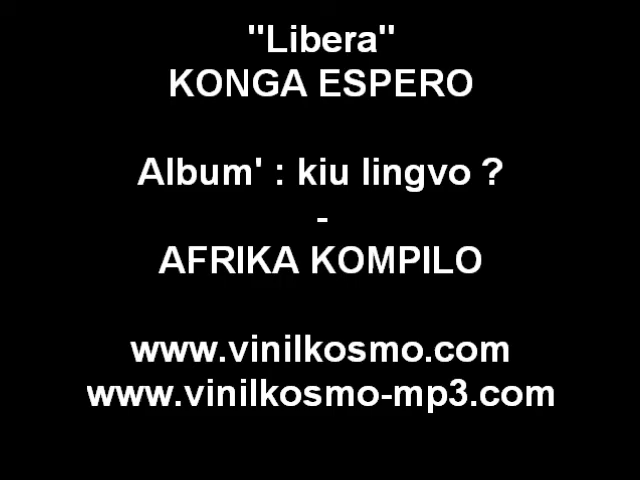 "Libera"
KONGA ESPERO
Album' : kiu lingvo ?
-
AFRIKA KOMPILO
www.vinilkosmo.com
www.vinilkosmo-mp3.com